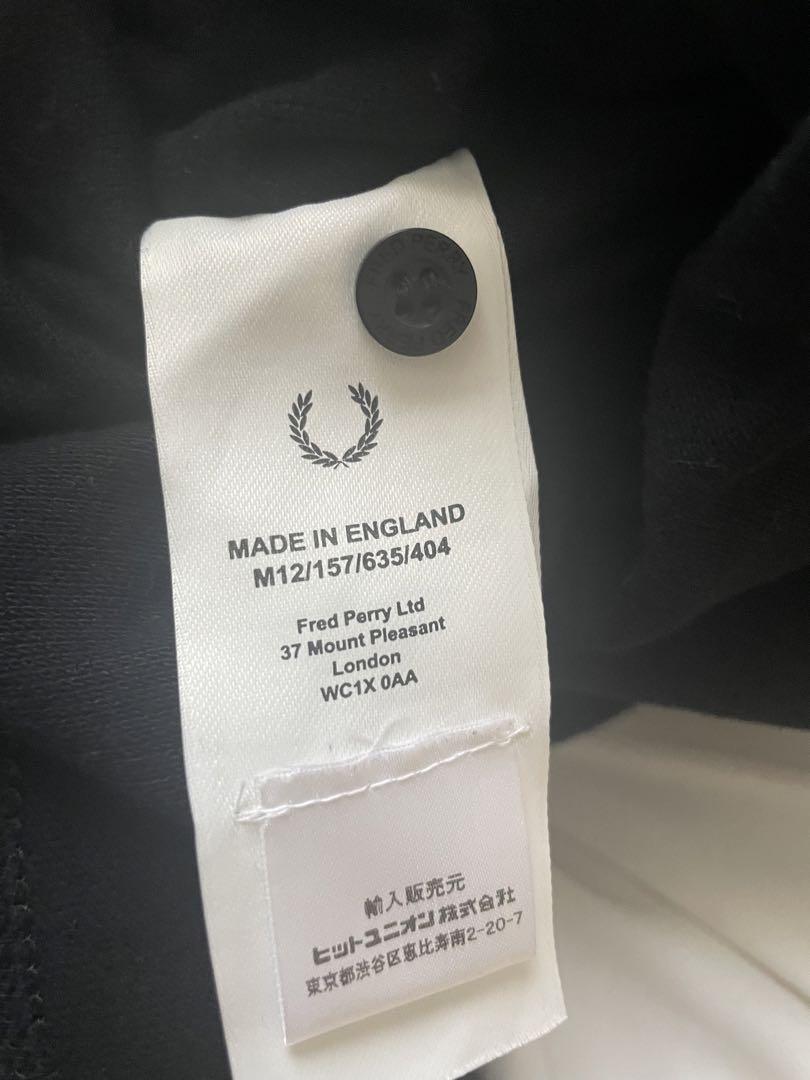 FRED PERRY
MADE IN ENGLAND
M12/157/635/404
Fred Perry Ltd
37 Mount Pleasant
London
WC1X 0AA
輸入販売元
ヒットユニオン株式会社
東京都渋谷区恵比寿南2-20-7